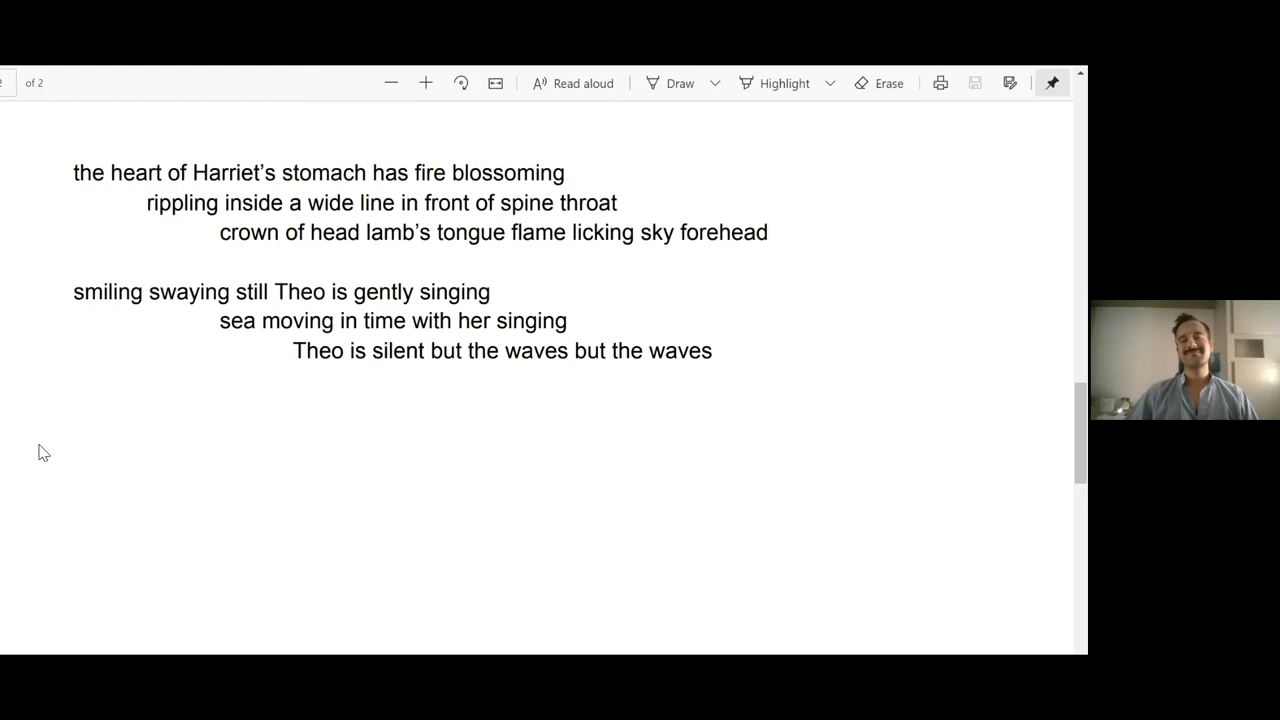 of 2
Read aloud
Draw
Highlight
Erase
the heart of Harriet’s stomach has fire blossoming
rippling inside a wide line in front of spine throat
crown of head lamb’s tongue flame licking sky forehead
smiling swaying still Theo is gently singing
sea moving in time with her singing
Theo is silent but the waves but the waves